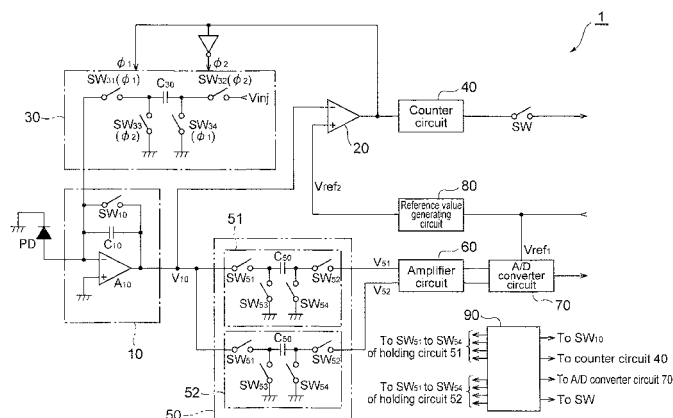 1
ϕ1
ϕ2
SW31(ϕ1)
C30
SW32(ϕ2)
Vinj
SW33
(ϕ2)
SW34
(ϕ1)
30
20
40
Counter
circuit
SW
Vref2
80
Reference value
generating circuit
Vref1
SW10
C10
PD
A10
V10
10
51
C50
SW51
SW52
SW53
SW54
V51
V52
60
Amplifier
circuit
A/D
converter
circuit
70
C50
SW51
SW52
SW53
SW54
52
50
90
To SW51 to SW54
of holding circuit 51
To SW51 to SW54
of holding circuit 52
To SW10
To counter circuit 40
To A/D converter circuit 70
To SW